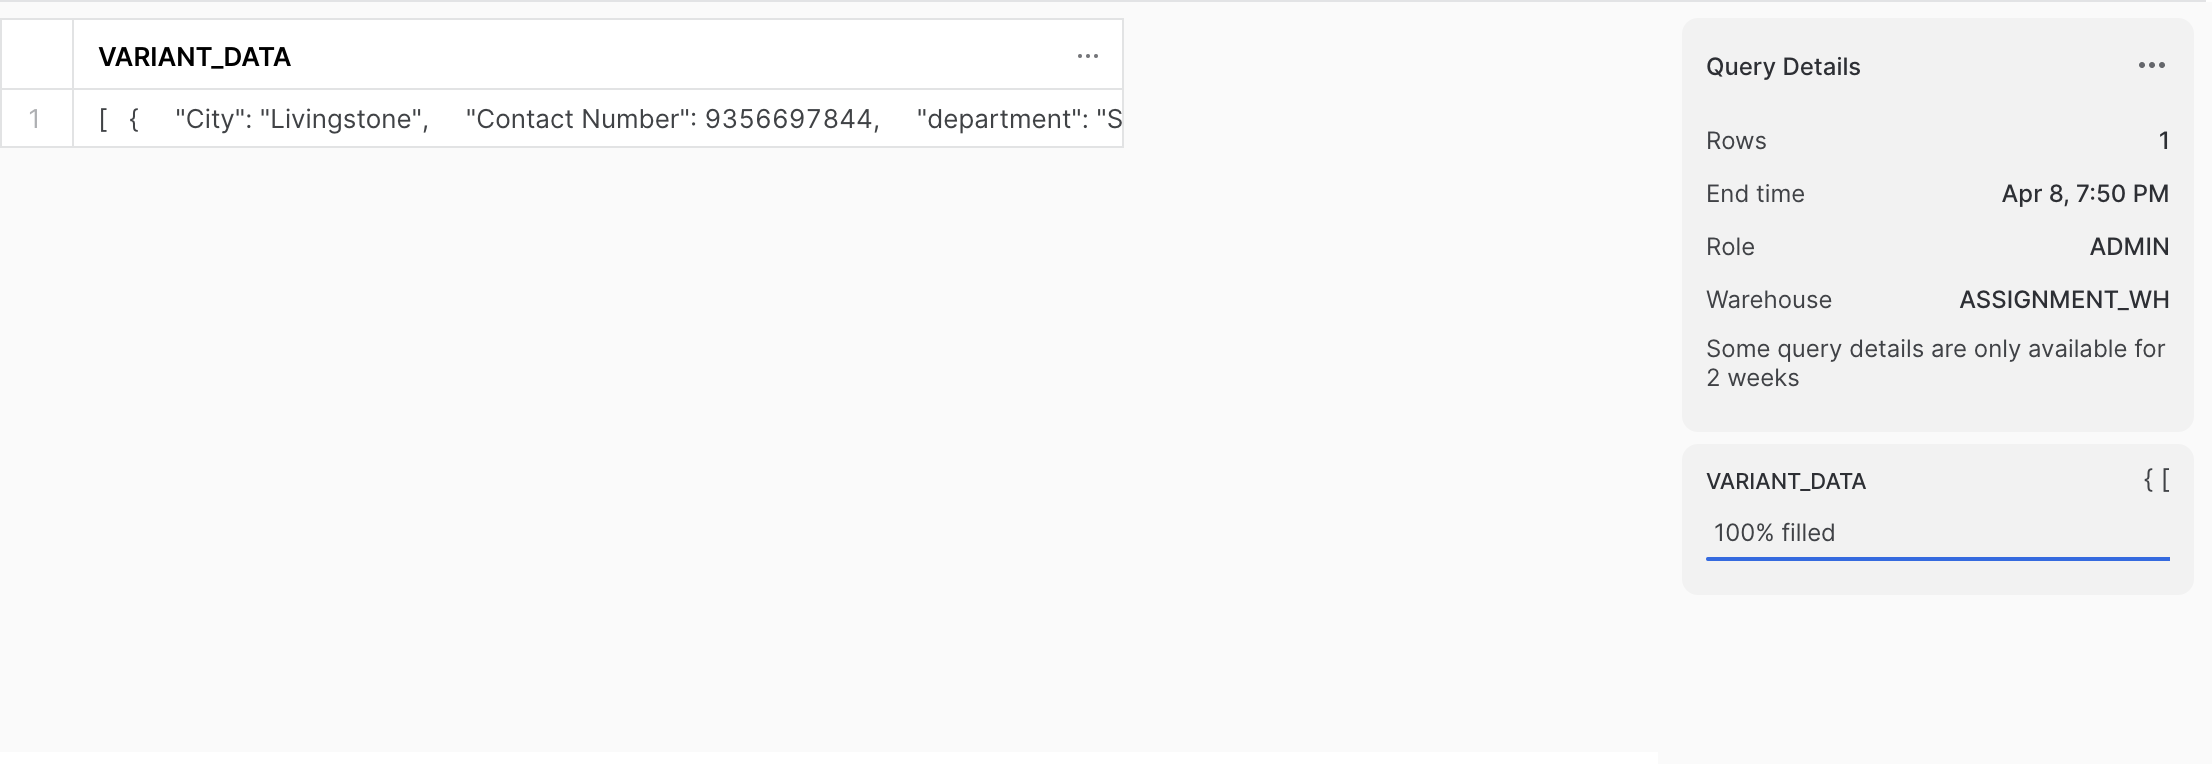 VARIANT_DATA
1 [ { "City": "Livingstone", "Contact Number": 9356697844, "department": "S
Query Details
Rows 1
End time Apr 8, 7:50 PM
Role ADMIN
Warehouse ASSIGNMENT_WH
Some query details are only available for
2 weeks
VARIANT_DATA { [
100% filled